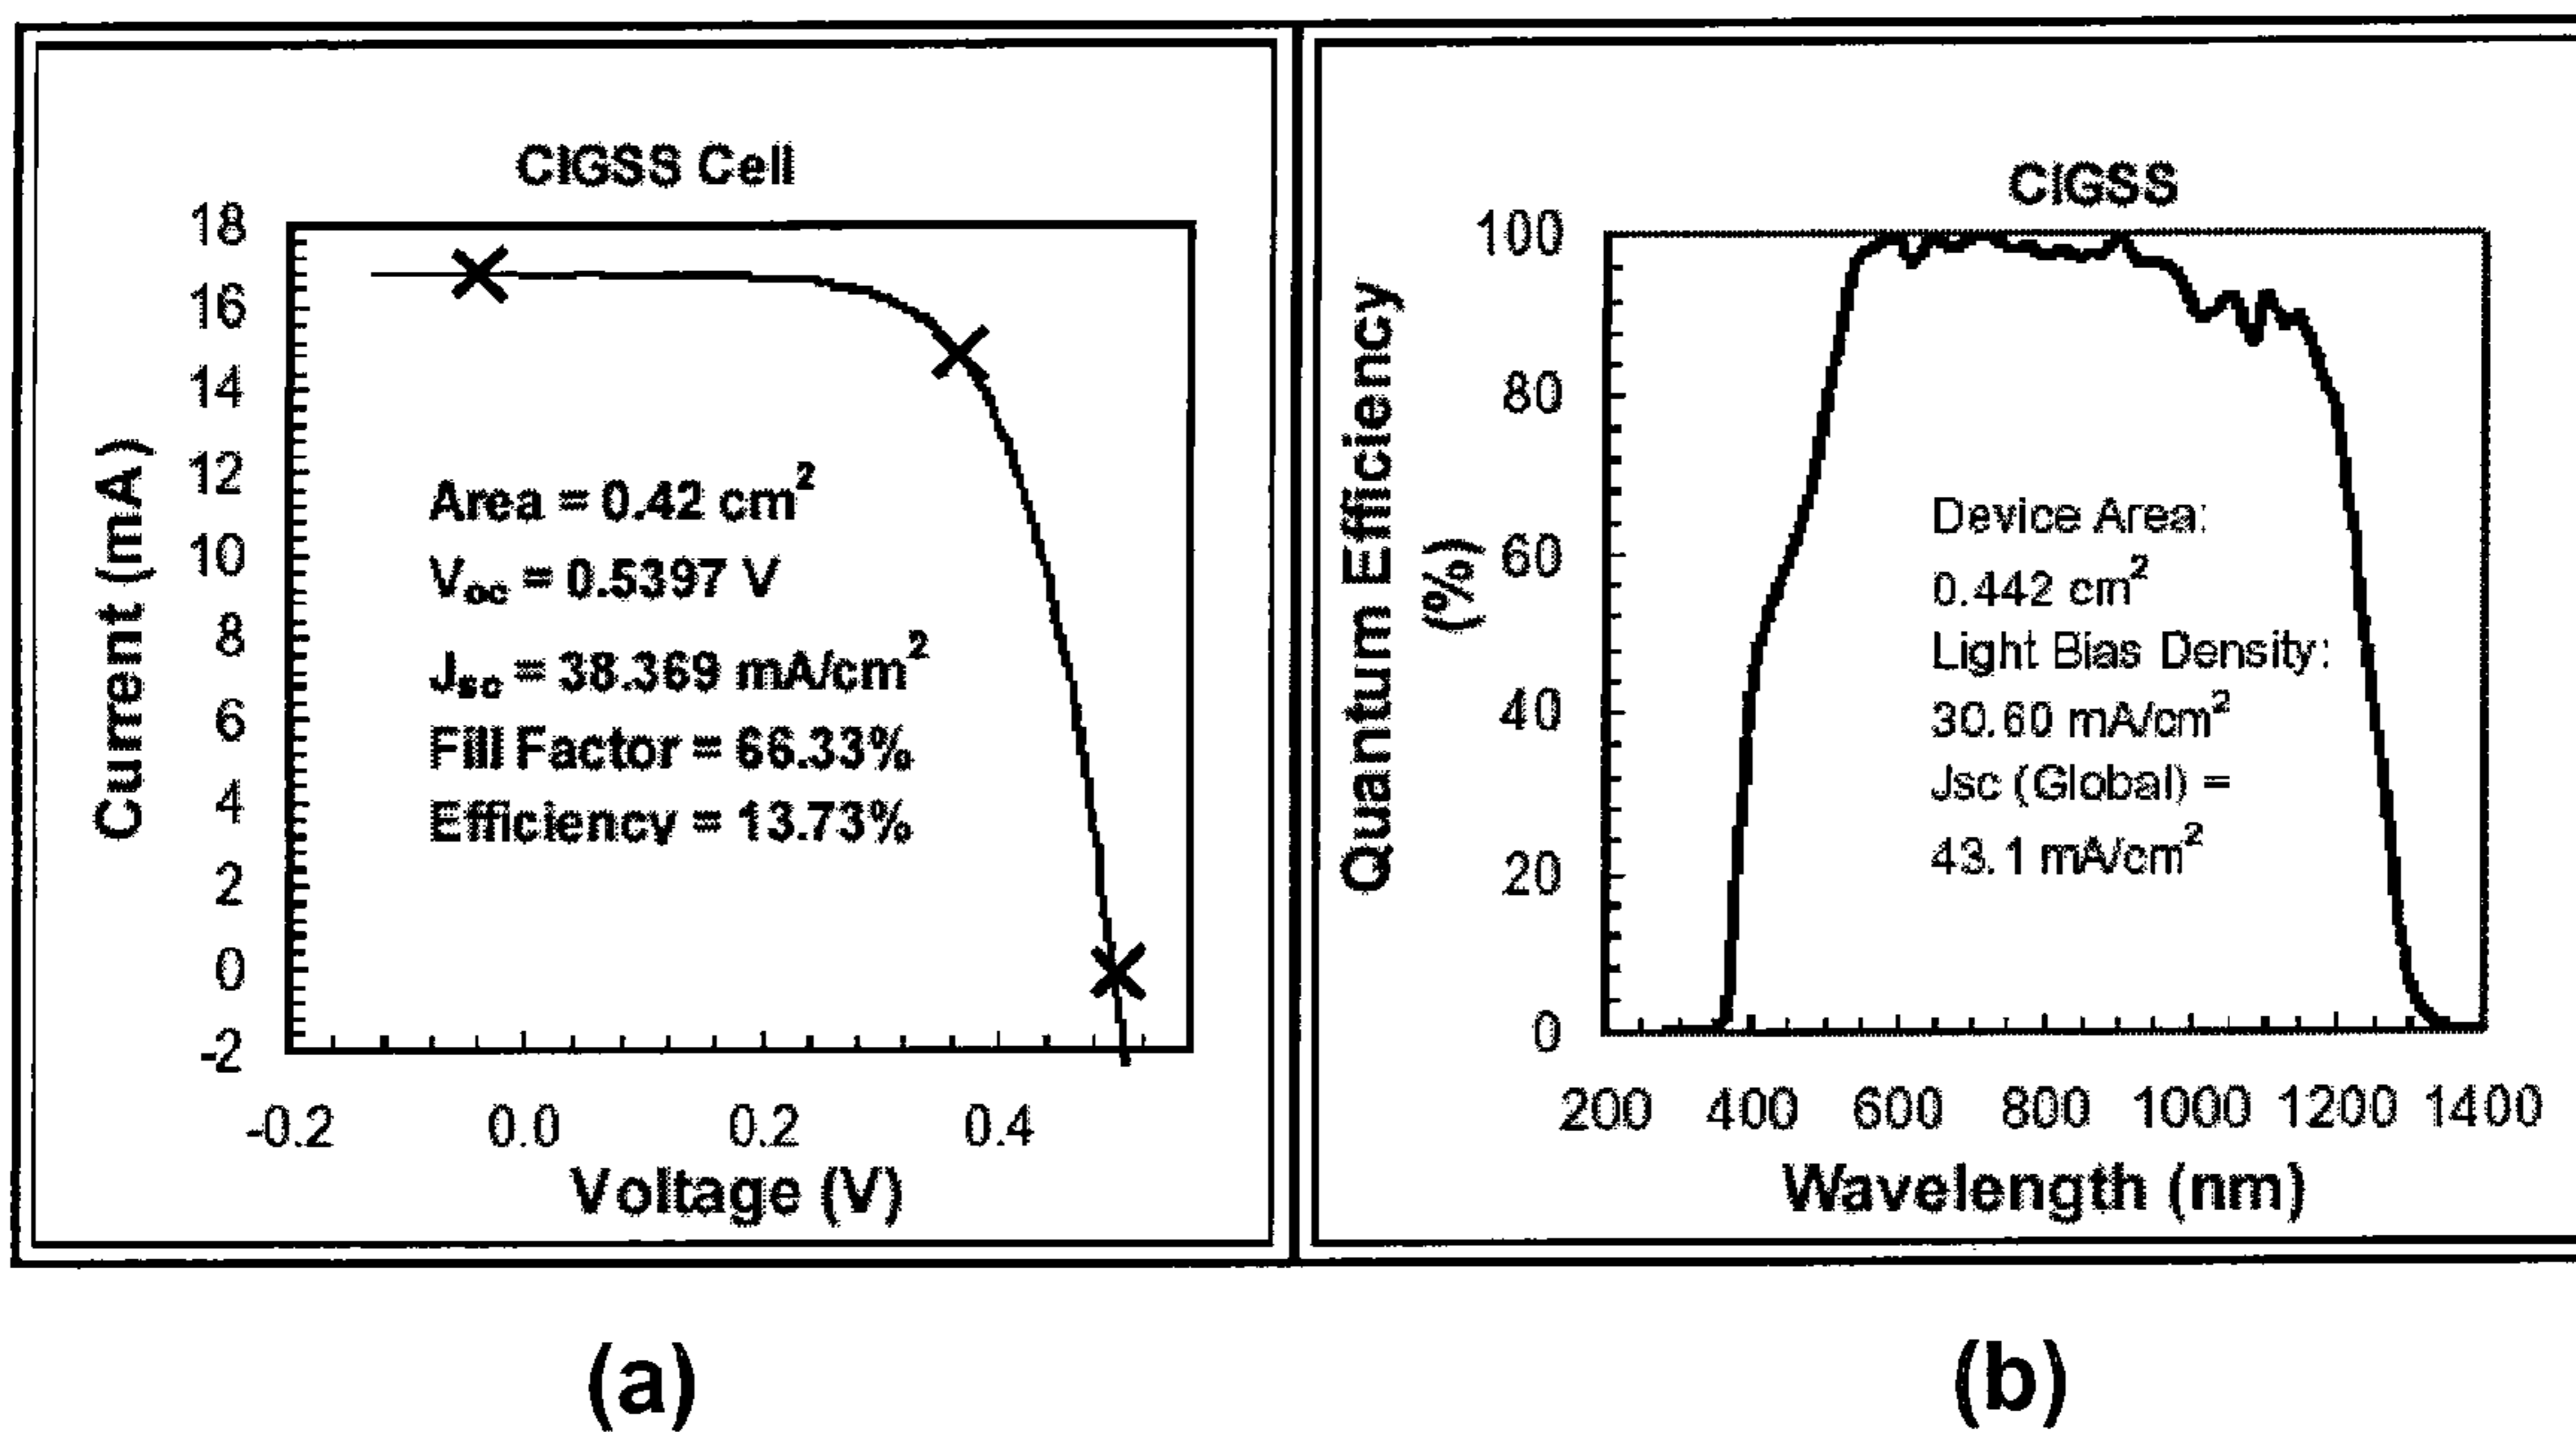 CIGSS Cell
18
16
14
12
10
8
6
4
2
0
-2
Current (mA)
Area = 0.42 cm²
Voc = 0.5397 V
Jsc = 38.369 mA/cm²
Fill Factor = 66.33%
Efficiency = 13.73%
-0.2 0.0 0.2 0.4
Voltage (V)
(a)
CIGSS
100
80
60
40
20
0
Quantum Efficiency
(%)
Device Area:
0.442 cm²
Light Bias Density:
30.60 mA/cm²
Jsc (Global) =
43.1 mA/cm²
200 400 600 800 1000 1200 1400
Wavelength (nm)
(b)